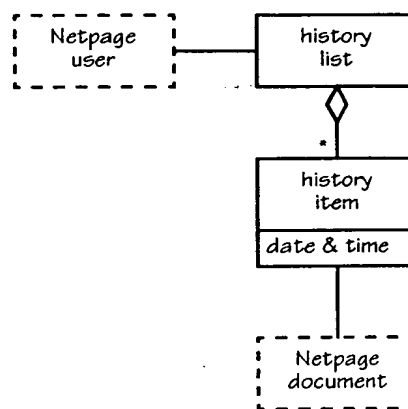 Netpage
user
history
list
*
history
item
date & time
Netpage
document